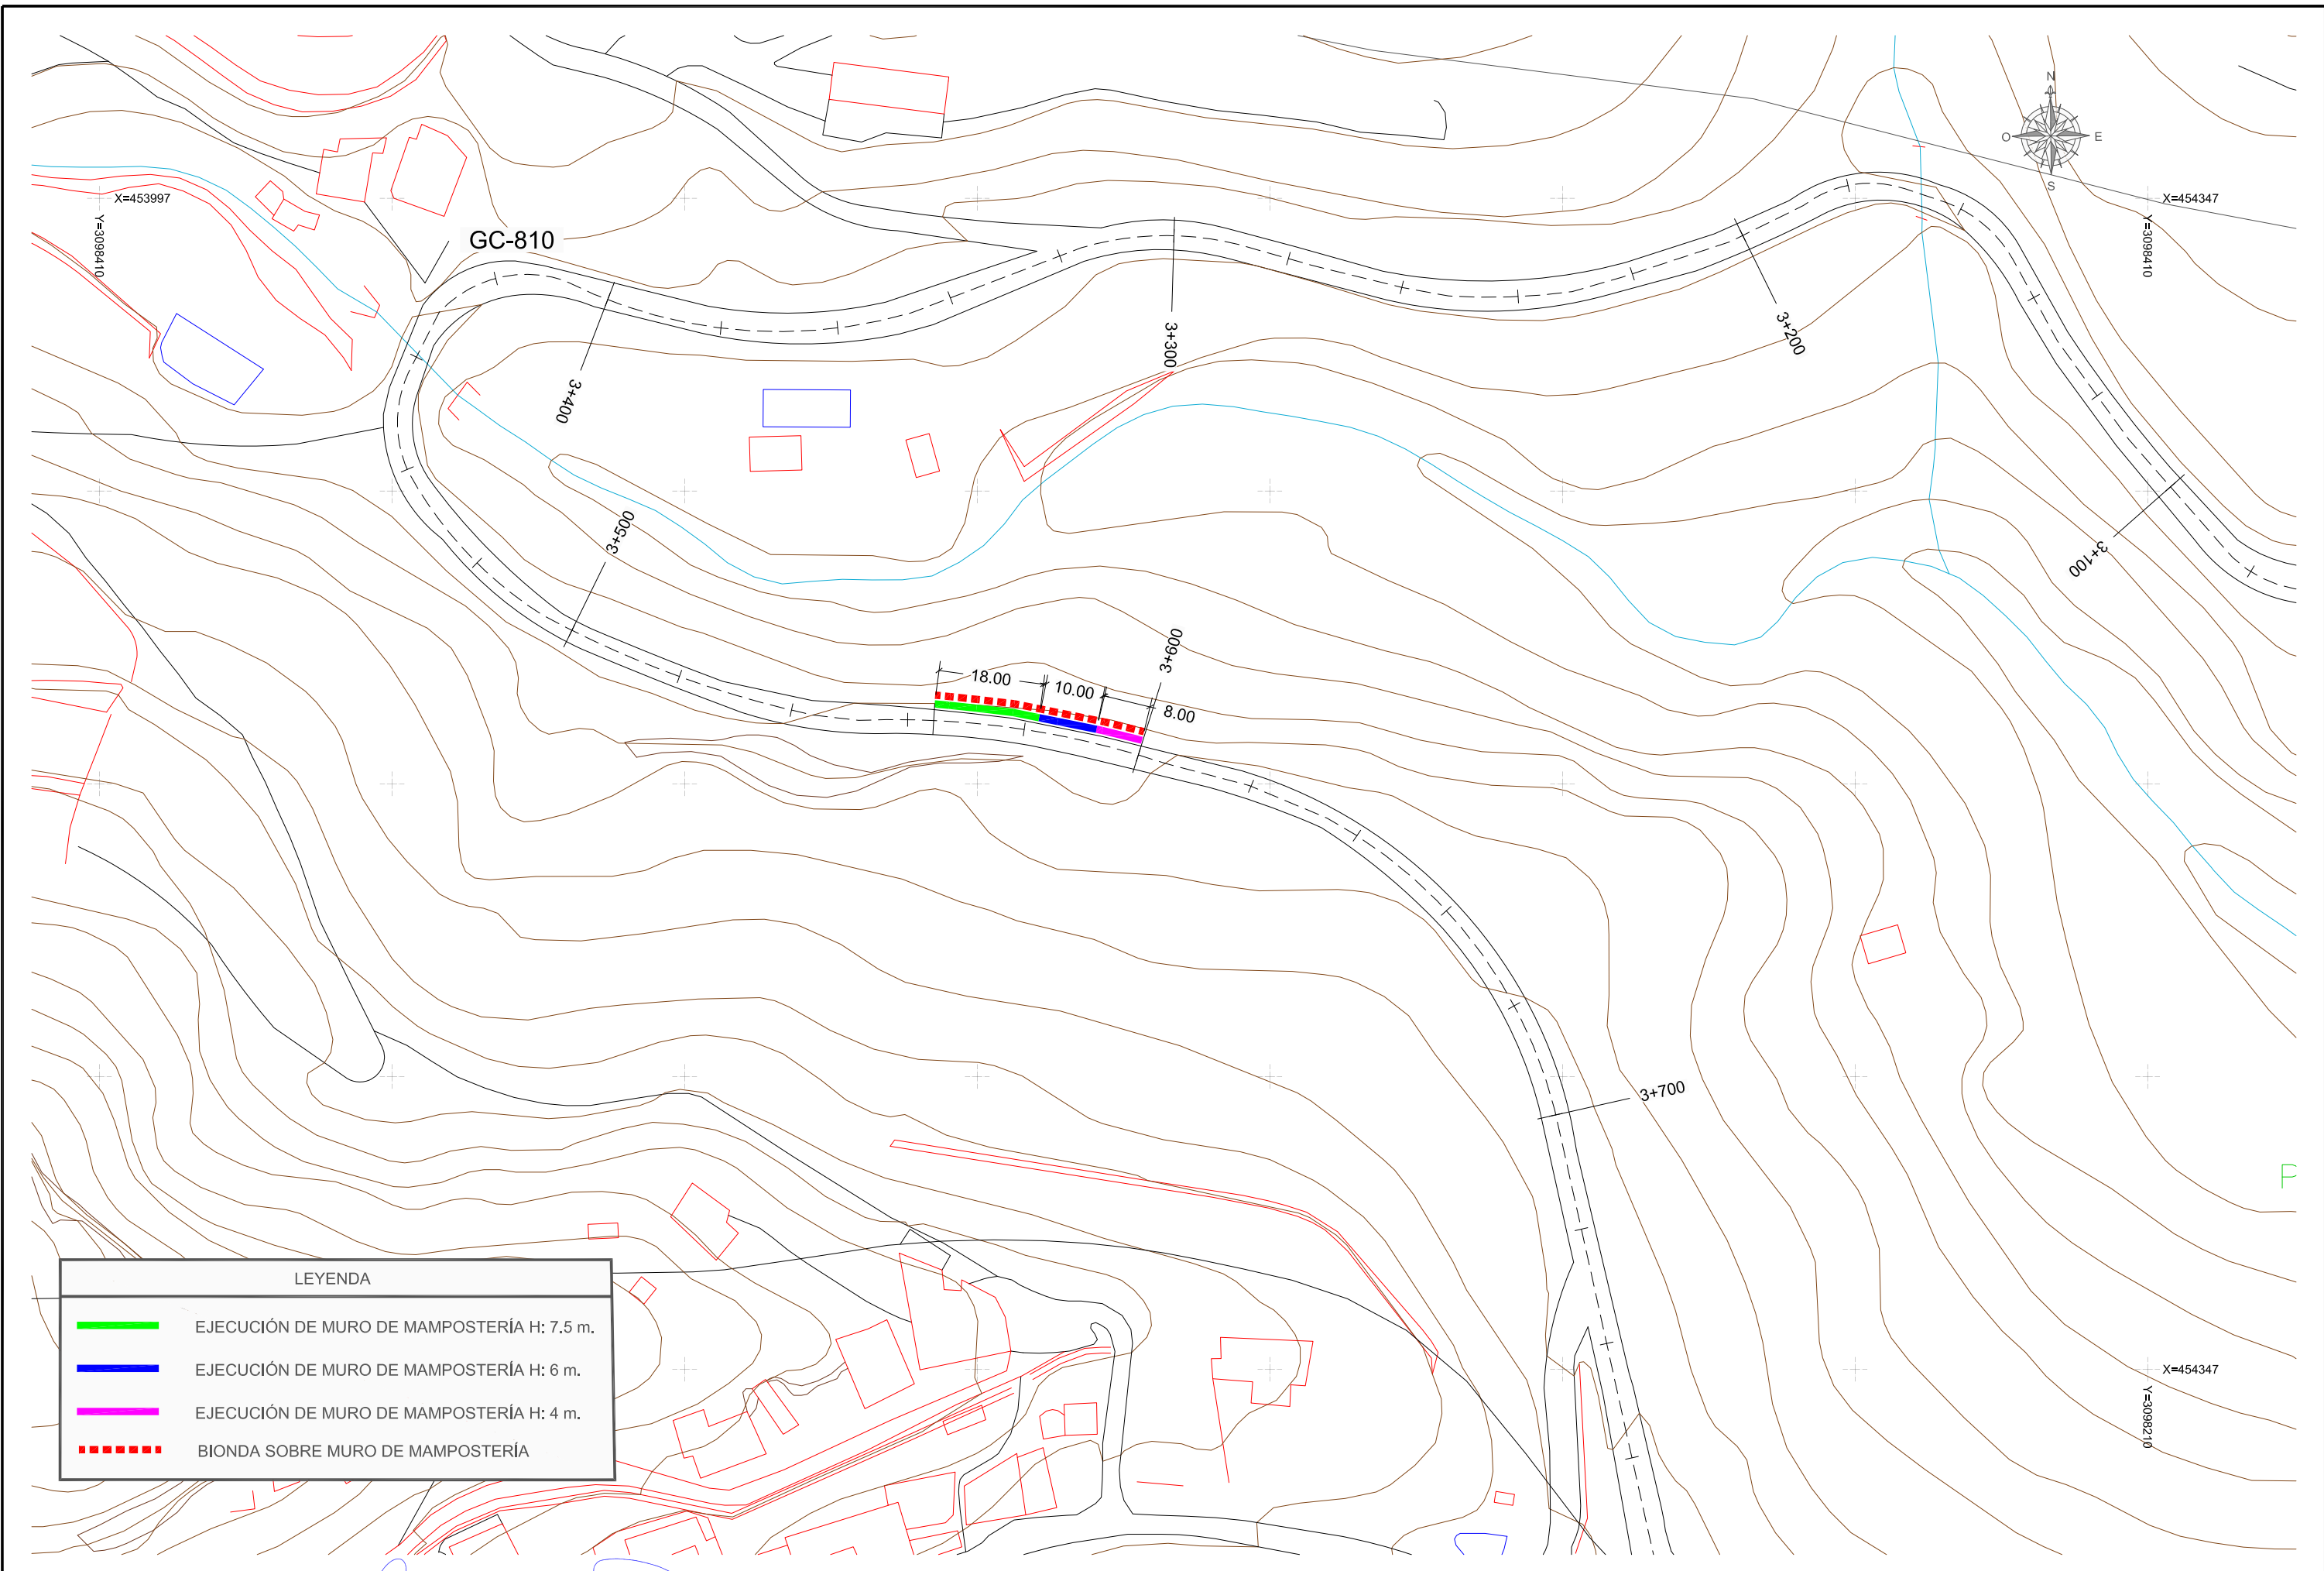 N
O
E
S
X=453997
Y=3098410
X=454347
Y=3098410
GC-810
3+300
3+200
3+400
3+100
3+500
3+600
18.00
10.00
8.00
3+700
P
X=454347
Y=3098210
LEYENDA
EJECUCIÓN DE MURO DE MAMPOSTERÍA H: 7.5 m.
EJECUCIÓN DE MURO DE MAMPOSTERÍA H: 6 m.
EJECUCIÓN DE MURO DE MAMPOSTERÍA H: 4 m.
BIONDA SOBRE MURO DE MAMPOSTERÍA